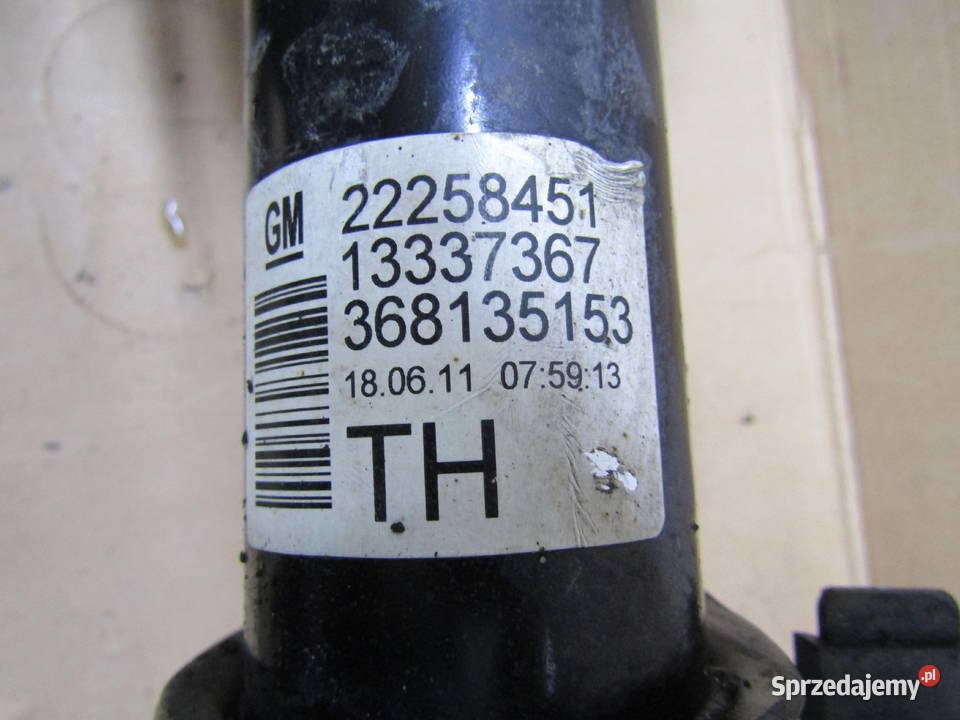 GM 22258451
13337367
368135153
18.06.11 07:59:13
TH
Sprzedajemy.pl